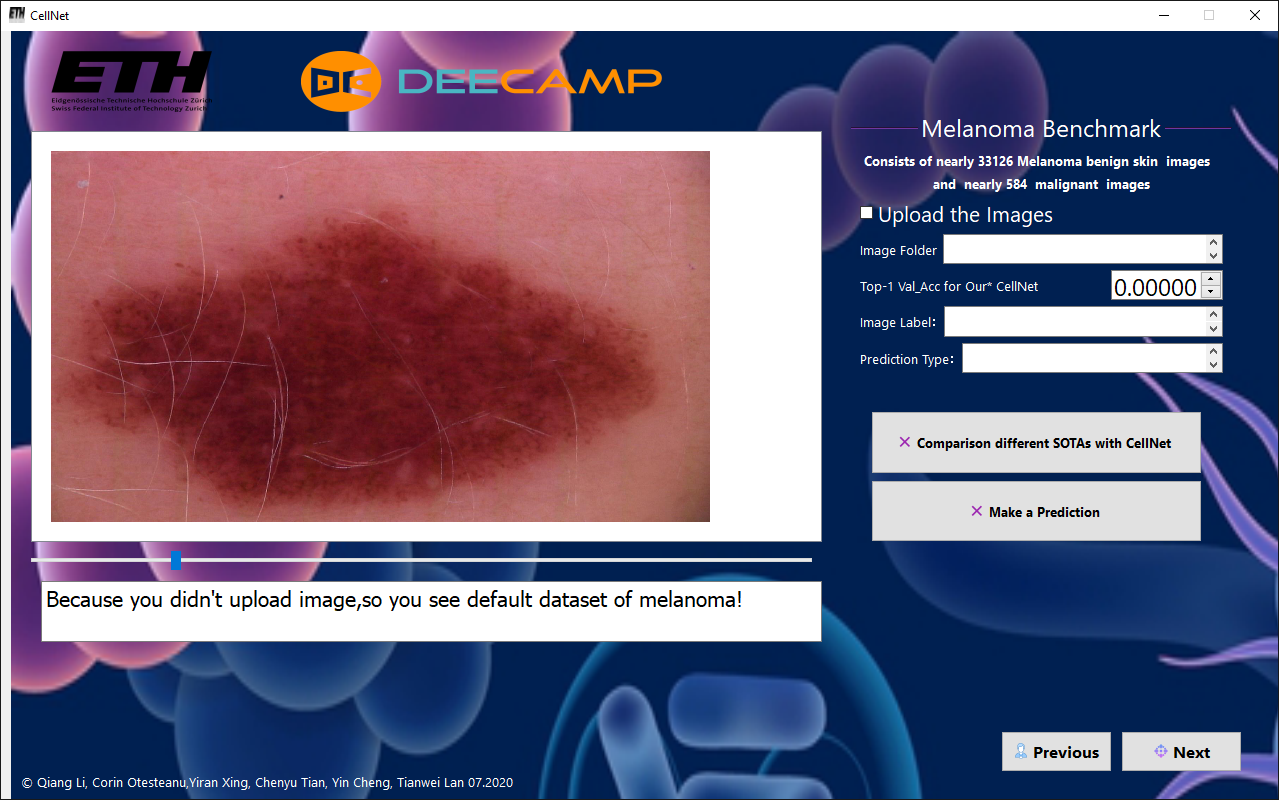 CellNet
ETH
Eidgenössische Technische Hochschule Zürich
Swiss Federal Institute of Technology Zurich
DEECAMP
Melanoma Benchmark
Consists of nearly 33126 Melanoma benign skin images
and nearly 584 malignant images
Upload the Images
Image Folder
Top-1 Val_Acc for Our* CellNet 0.00000
Image Label:
Prediction Type:
Comparison different SOTAs with CellNet
Make a Prediction
Because you didn't upload image,so you see default dataset of melanoma!
Previous Next
© Qiang Li, Corin Otesteanu,Yiran Xing, Chenyu Tian, Yin Cheng, Tianwei Lan 07.2020